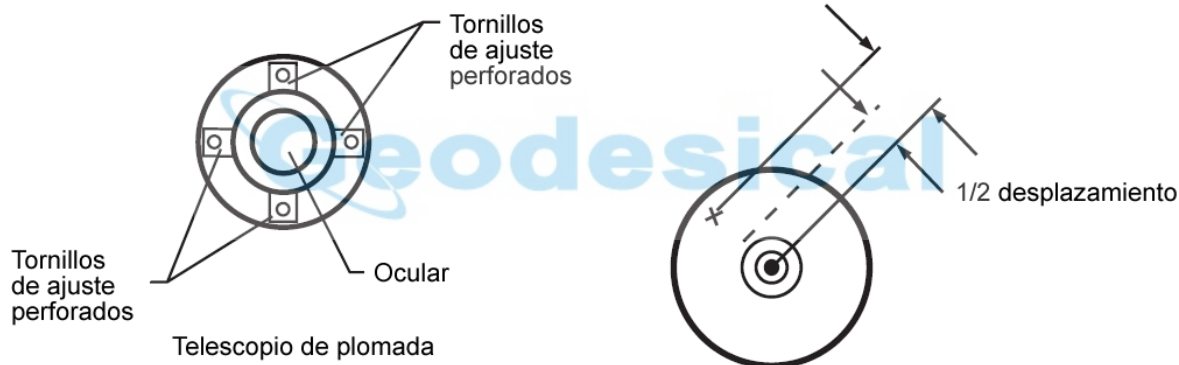 Tornillos
de ajuste
perforados
Geodesical
1/2 desplazamiento
Tornillos
de ajuste
perforados
Ocular
Telescopio de plomada